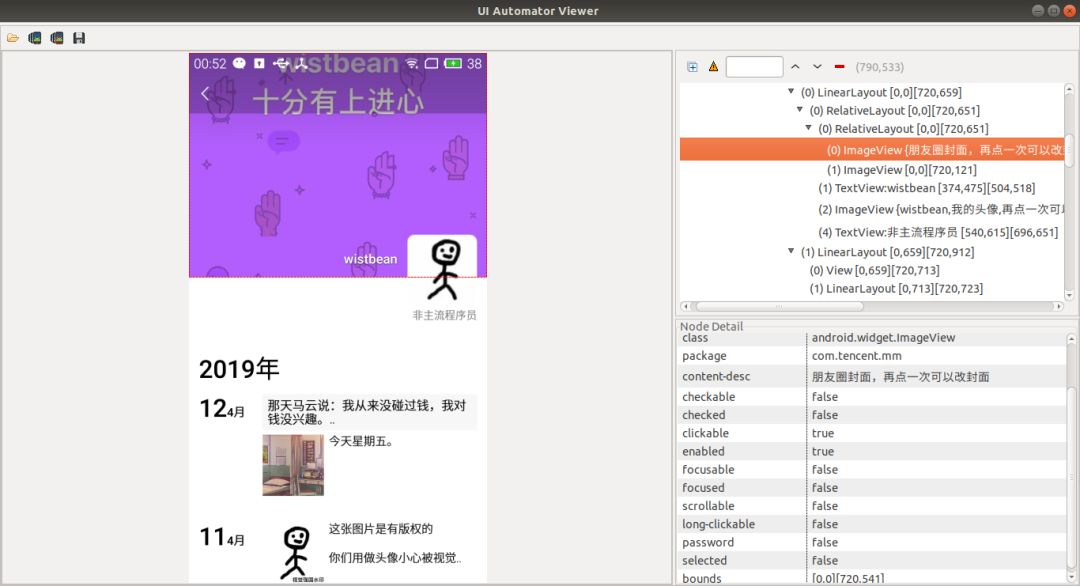 UI Automator Viewer
00:52
38
wistbean
十分有上进心
wistbean
非主流程序员
2019年
12 4月
那天马云说：我从来没碰过钱，我对
钱没兴趣。..
今天星期五。
11 4月
这张图片是有版权的
你们用做头像小心被视觉..
视觉强国水印
(790,533)
(0) LinearLayout [0,0][720,659]
(0) RelativeLayout [0,0][720,651]
(0) RelativeLayout [0,0][720,651]
(0) ImageView {朋友圈封面，再点一次可以改
(1) ImageView [0,0][720,121]
(1) TextView:wistbean [374,475][504,518]
(2) ImageView {wistbean,我的头像,再点一次可
(4) TextView:非主流程序员 [540,615][696,651]
(1) LinearLayout [0,659][720,912]
(0) View [0,659][720,713]
(1) LinearLayout [0,713][720,723]
Node Detail
class android.widget.ImageView
package com.tencent.mm
content-desc 朋友圈封面，再点一次可以改封面
checkable false
checked false
clickable true
enabled true
focusable false
focused false
scrollable false
long-clickable false
password false
selected false
bounds [0,0][720,541]